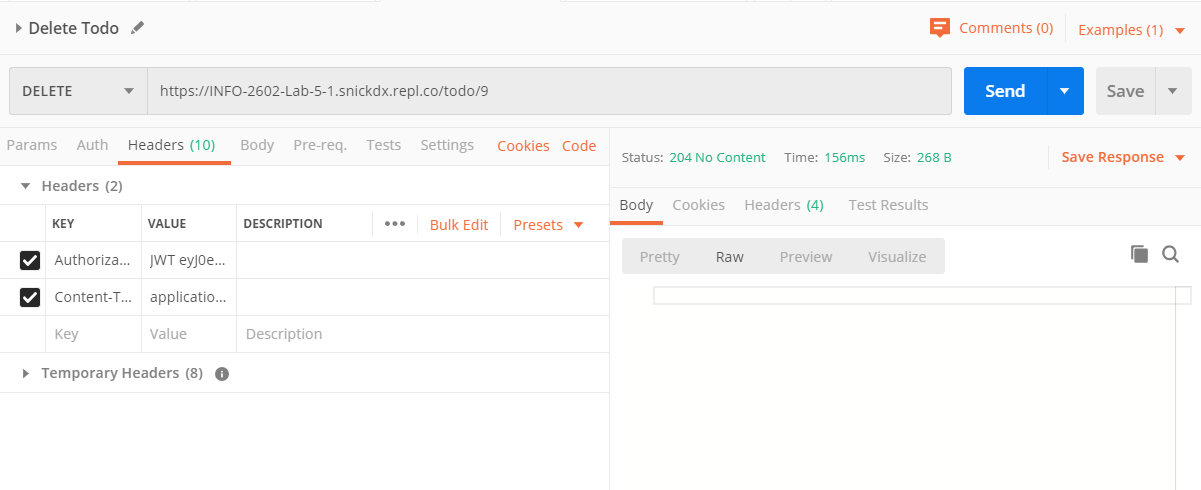 Delete Todo
Comments (0)
Examples (1)
DELETE
https://INFO-2602-Lab-5-1.snickdx.repl.co/todo/9
Send
Save
Params Auth Headers (10) Body Pre-req. Tests Settings Cookies Code
Headers (2)
KEY VALUE DESCRIPTION ••• Bulk Edit Presets
Authoriza... JWT eyJ0e...
Content-T... applicatio...
Key Value Description
Temporary Headers (8)
Status: 204 No Content Time: 156ms Size: 268 B Save Response
Body Cookies Headers (4) Test Results
Pretty Raw Preview Visualize